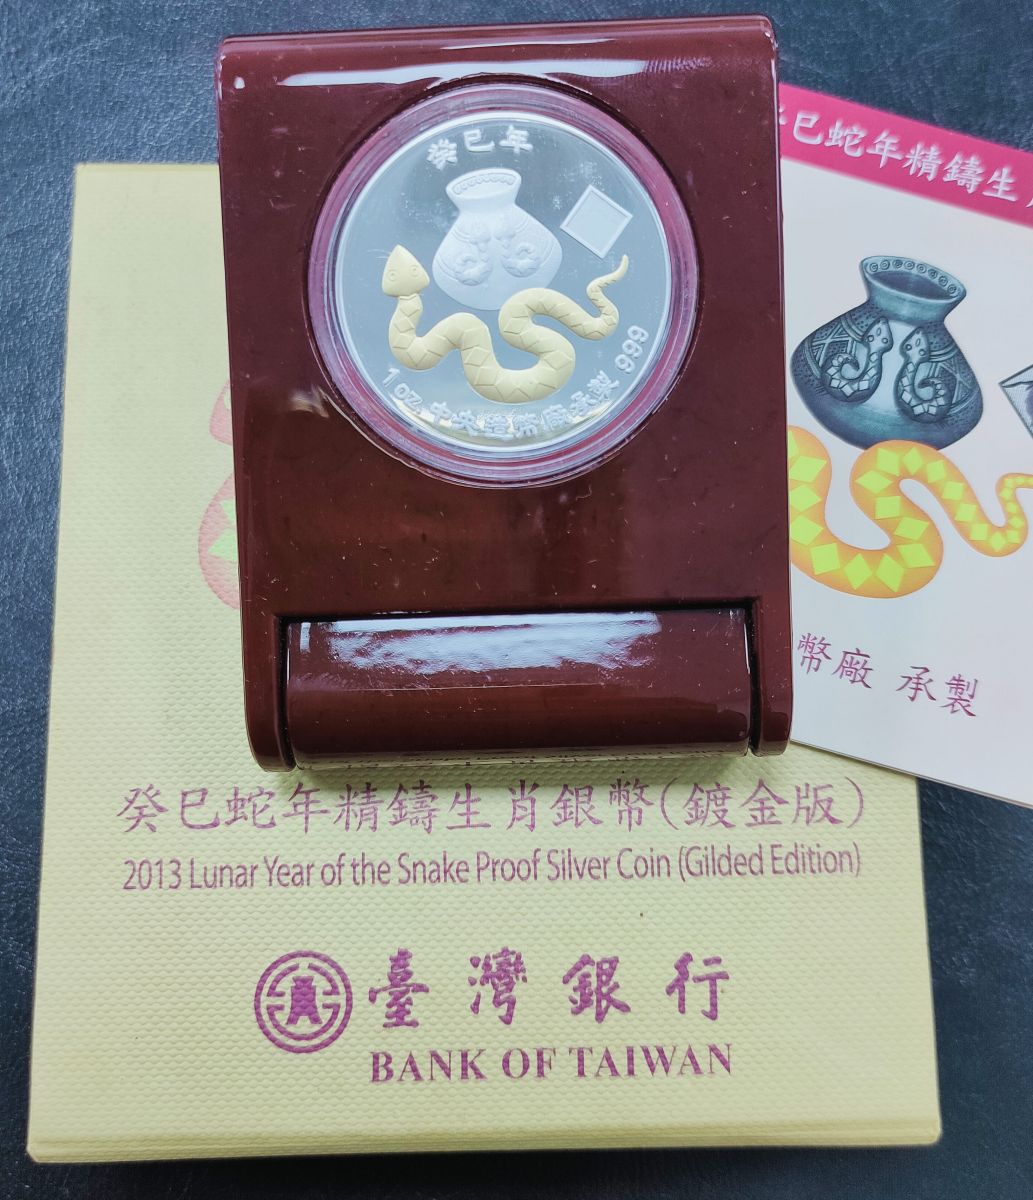 癸巳年
1 oz. 中央造幣廠承製 999
巳蛇年精鑄生
幣廠 承製
癸巳蛇年精鑄生肖銀幣(鍍金版)
2013 Lunar Year of the Snake Proof Silver Coin (Gilded Edition)
臺灣銀行
BANK OF TAIWAN